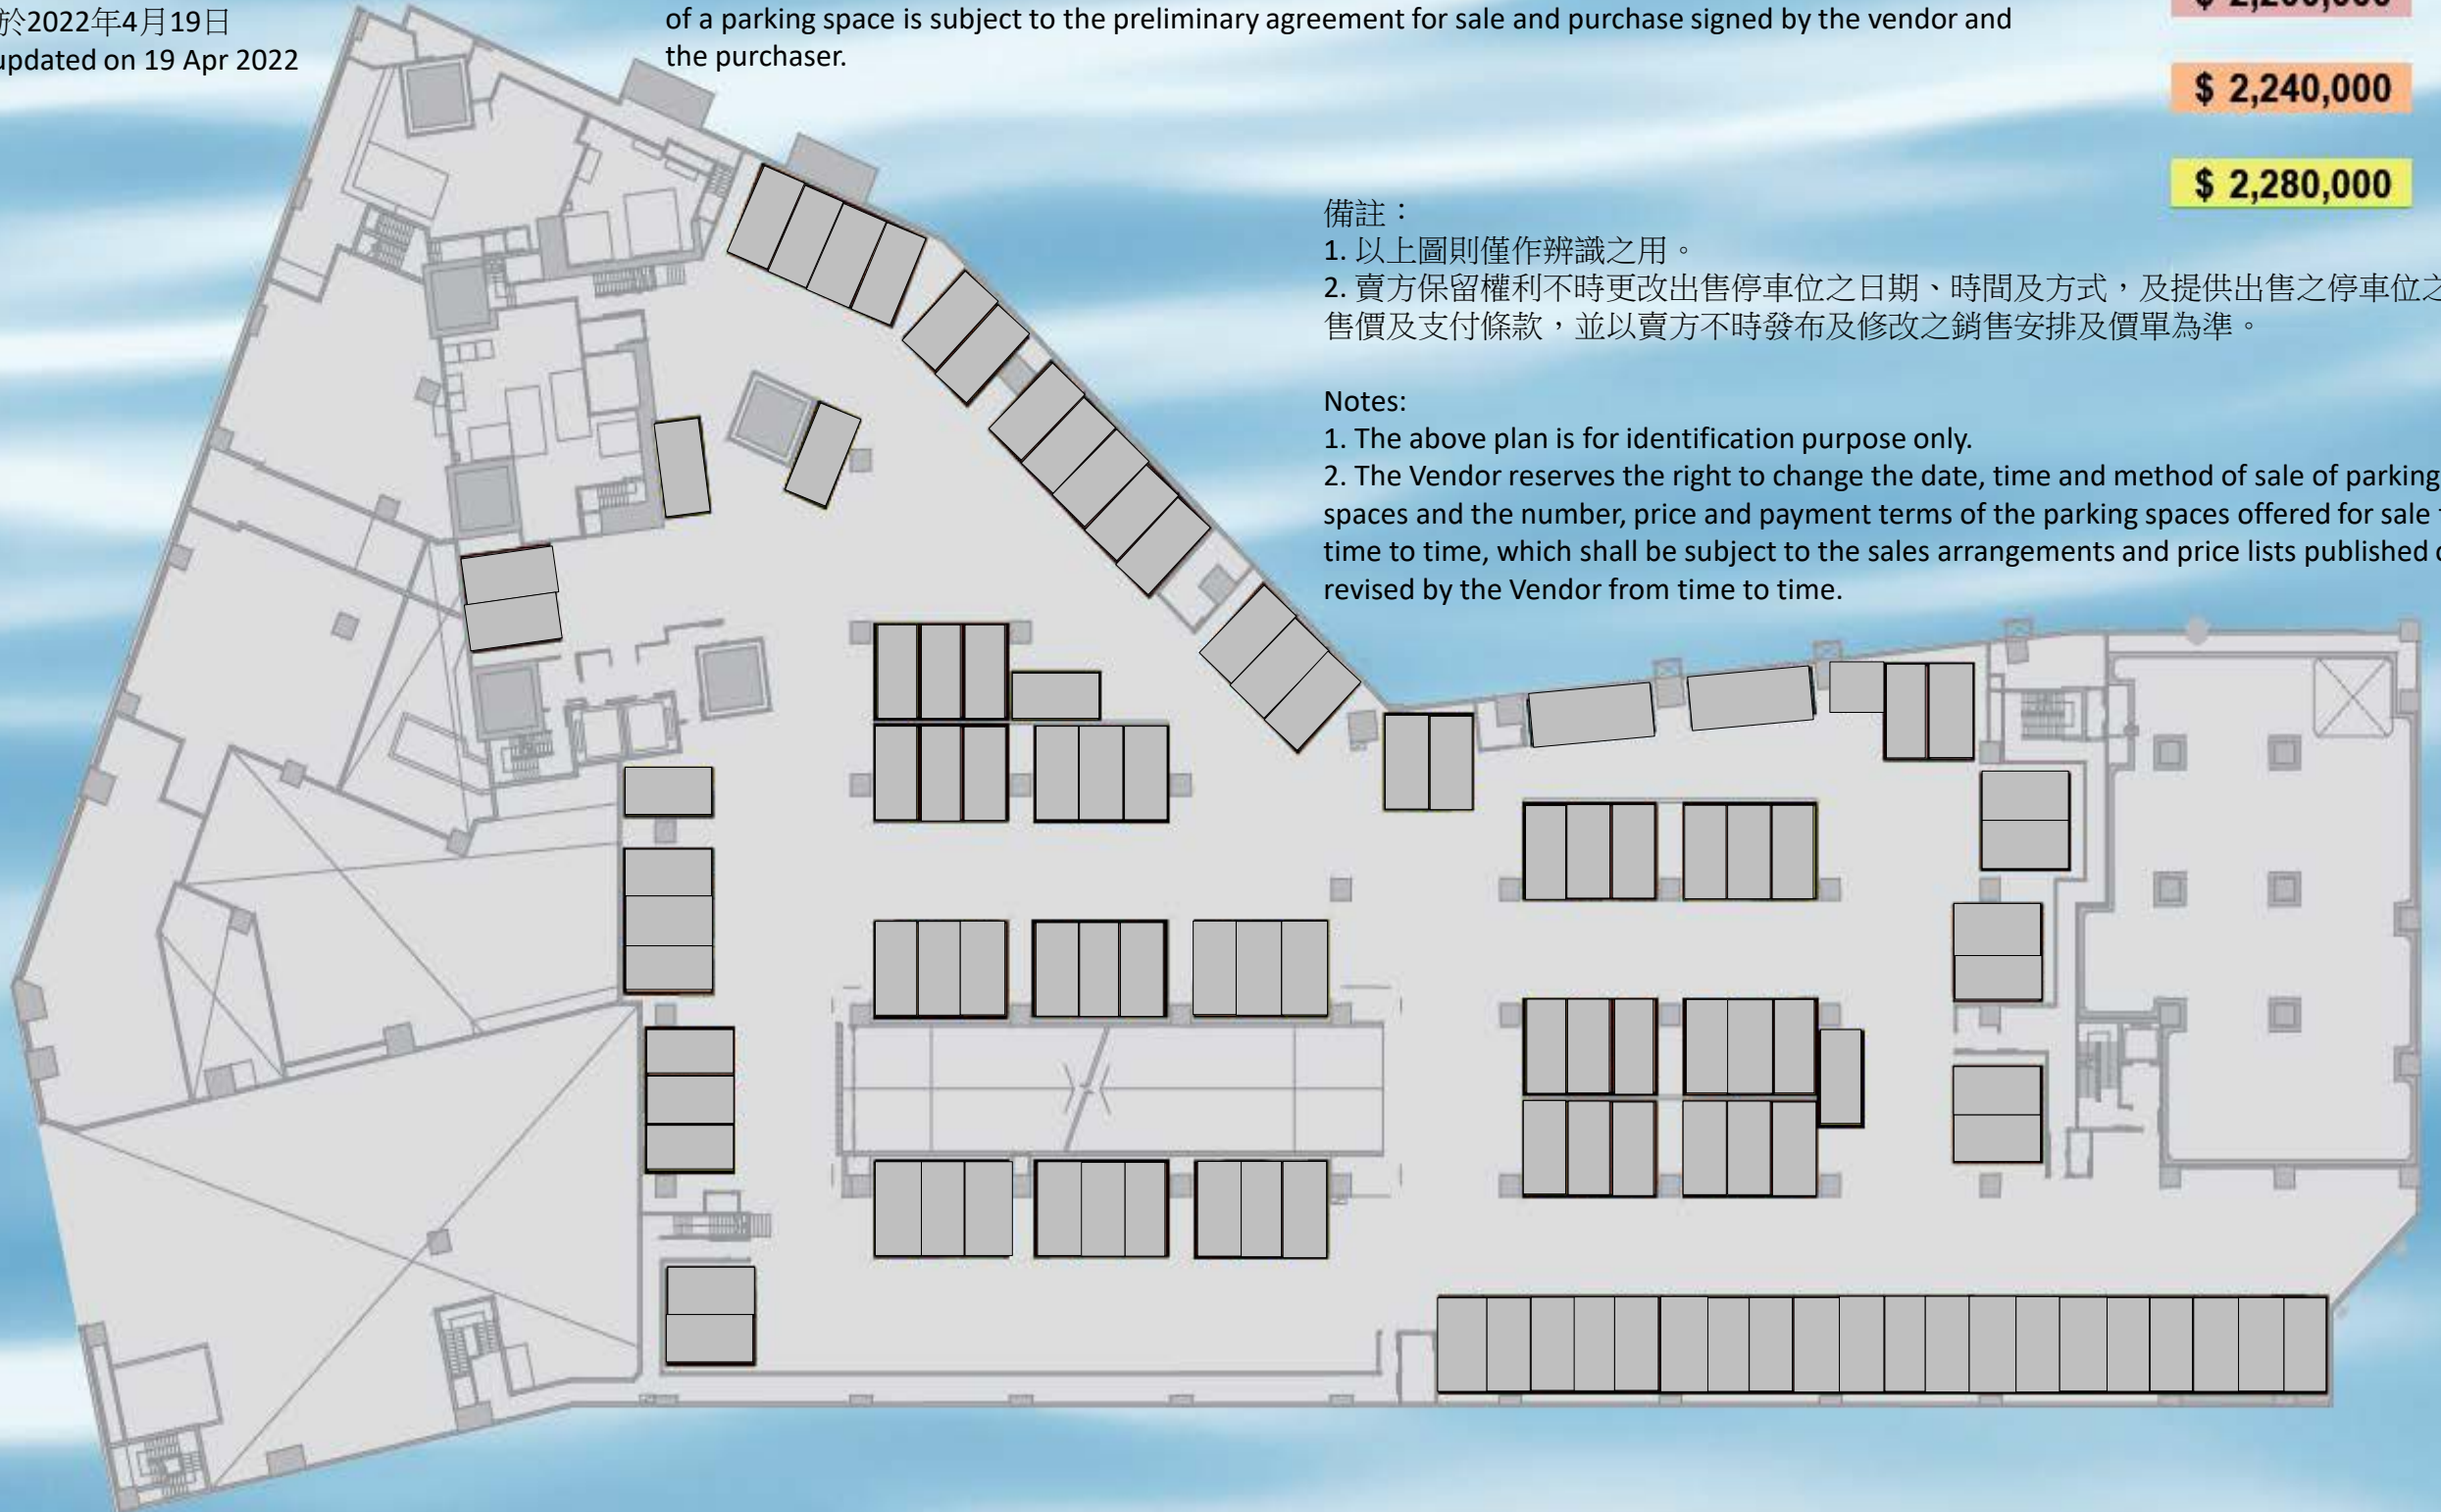 於2022年4月19日
updated on 19 Apr 2022
of a parking space is subject to the preliminary agreement for sale and purchase signed by the vendor and
the purchaser.
$ 2,240,000
$ 2,280,000
備註：
1. 以上圖則僅作辨識之用。
2. 賣方保留權利不時更改出售停車位之日期、時間及方式，及提供出售之停車位之
售價及支付條款，並以賣方不時發布及修改之銷售安排及價單為準。
Notes:
1. The above plan is for identification purpose only.
2. The Vendor reserves the right to change the date, time and method of sale of parking
spaces and the number, price and payment terms of the parking spaces offered for sale
time to time, which shall be subject to the sales arrangements and price lists published
revised by the Vendor from time to time.